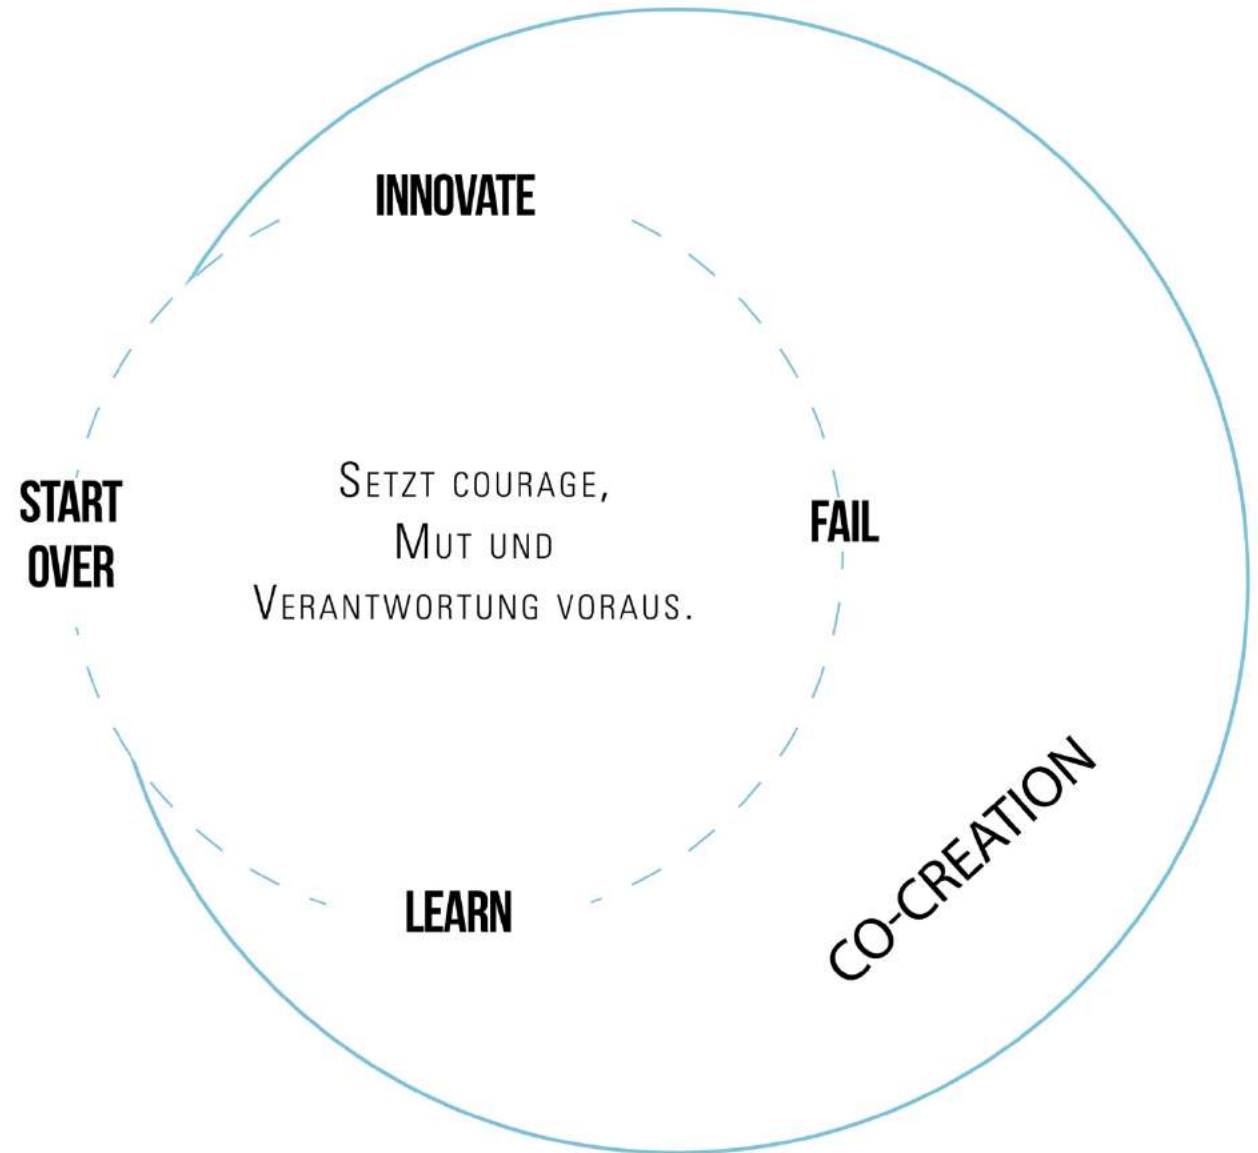 INNOVATE
START
OVER
SETZT COURAGE,
MUT UND
VERANTWORTUNG VORAUS.
FAIL
LEARN
CO-CREATION